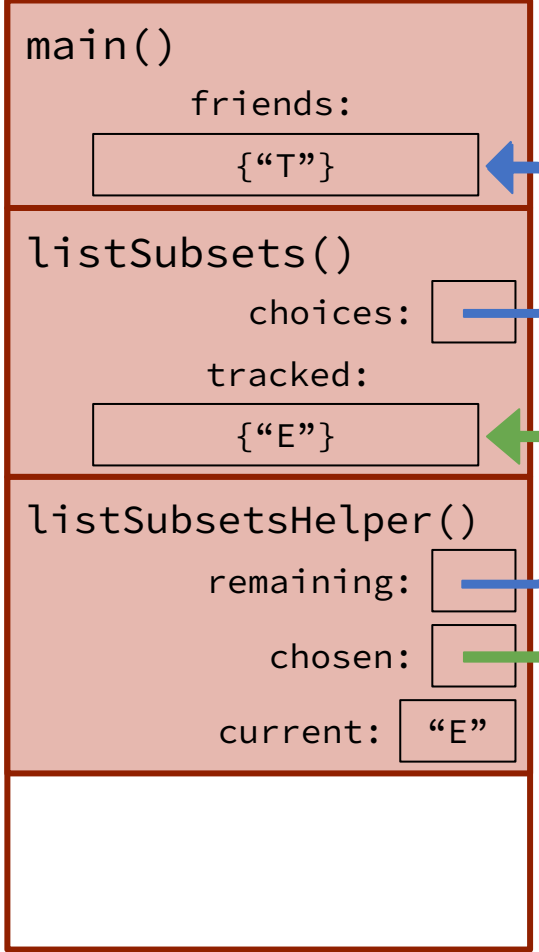 main()
friends:
{“T”}
listSubsets()
choices:
tracked:
{“E”}
listSubsetsHelper()
remaining:
chosen:
current: “E”